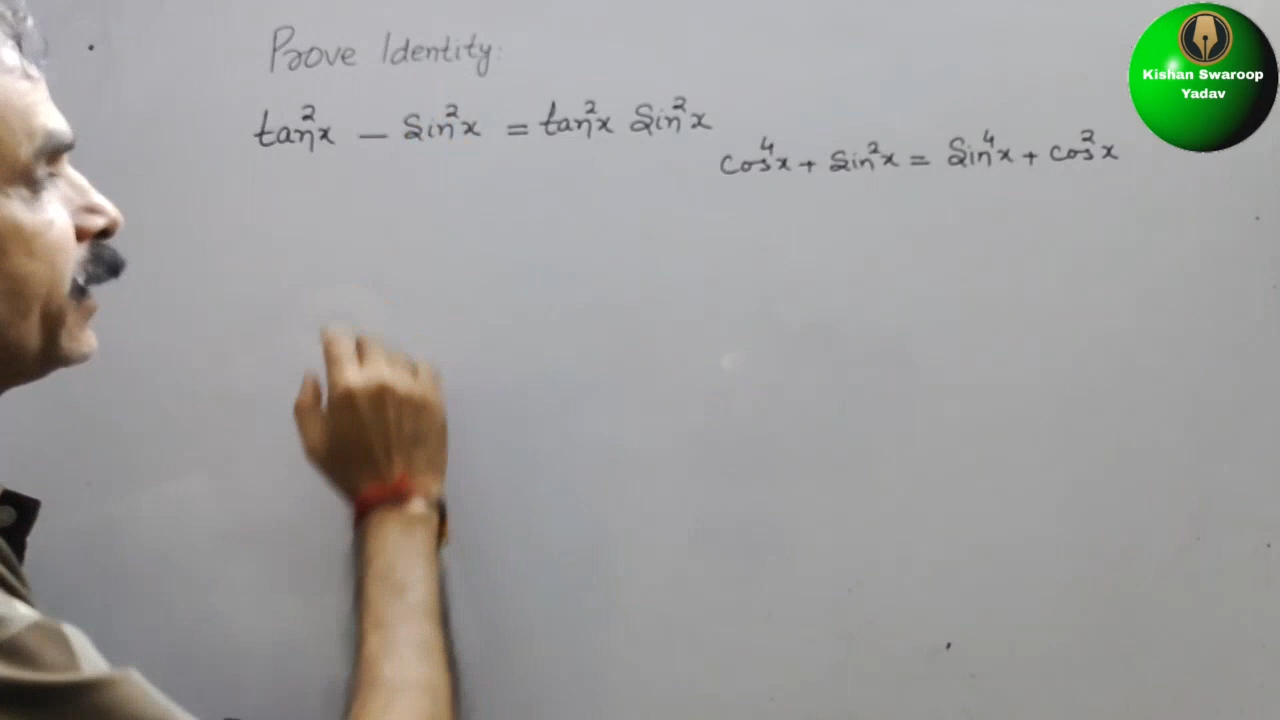 Prove Identity:
tan²x – Sin²x = tan²x Sin²x
cos⁴x + Sin²x = Sin⁴x + cos²x
Kishan Swaroop
Yadav